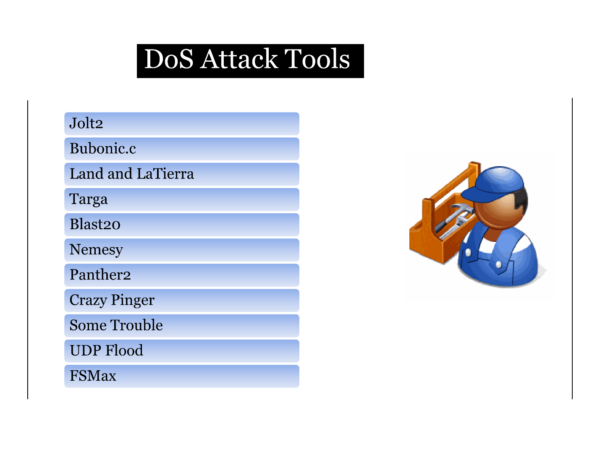 DoS Attack Tools
Jolt2
Bubonic.c
Land and LaTierra
Targa
Blast20
Nemesy
Panther2
Crazy Pinger
Some Trouble
UDP Flood
FSMax